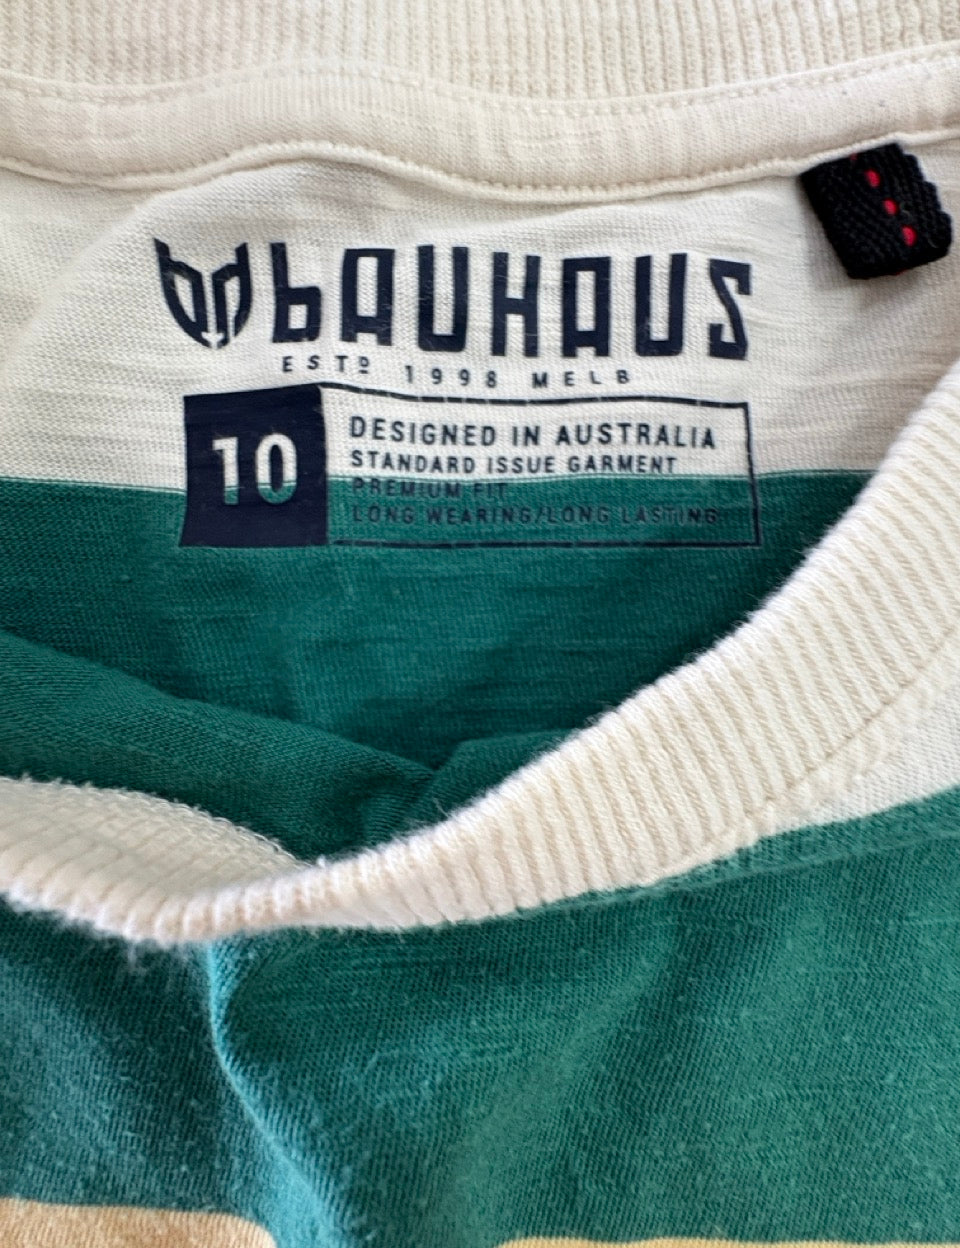 bAUHAUS
ESTD 1998 MELB
10
DESIGNED IN AUSTRALIA
STANDARD ISSUE GARMENT
PREMIUM FIT
LONG WEARING/LONG LASTING